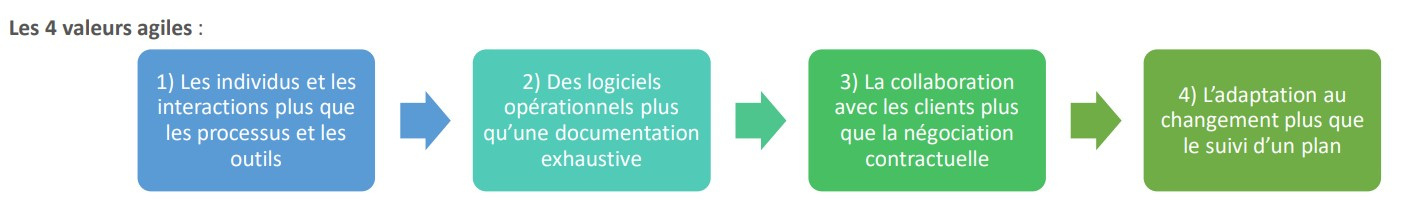 Les 4 valeurs agiles :
1) Les individus et les
interactions plus que
les processus et les
outils
2) Des logiciels
opérationnels plus
qu’une documentation
exhaustive
3) La collaboration
avec les clients plus
que la négociation
contractuelle
4) L’adaptation au
changement plus que
le suivi d’un plan